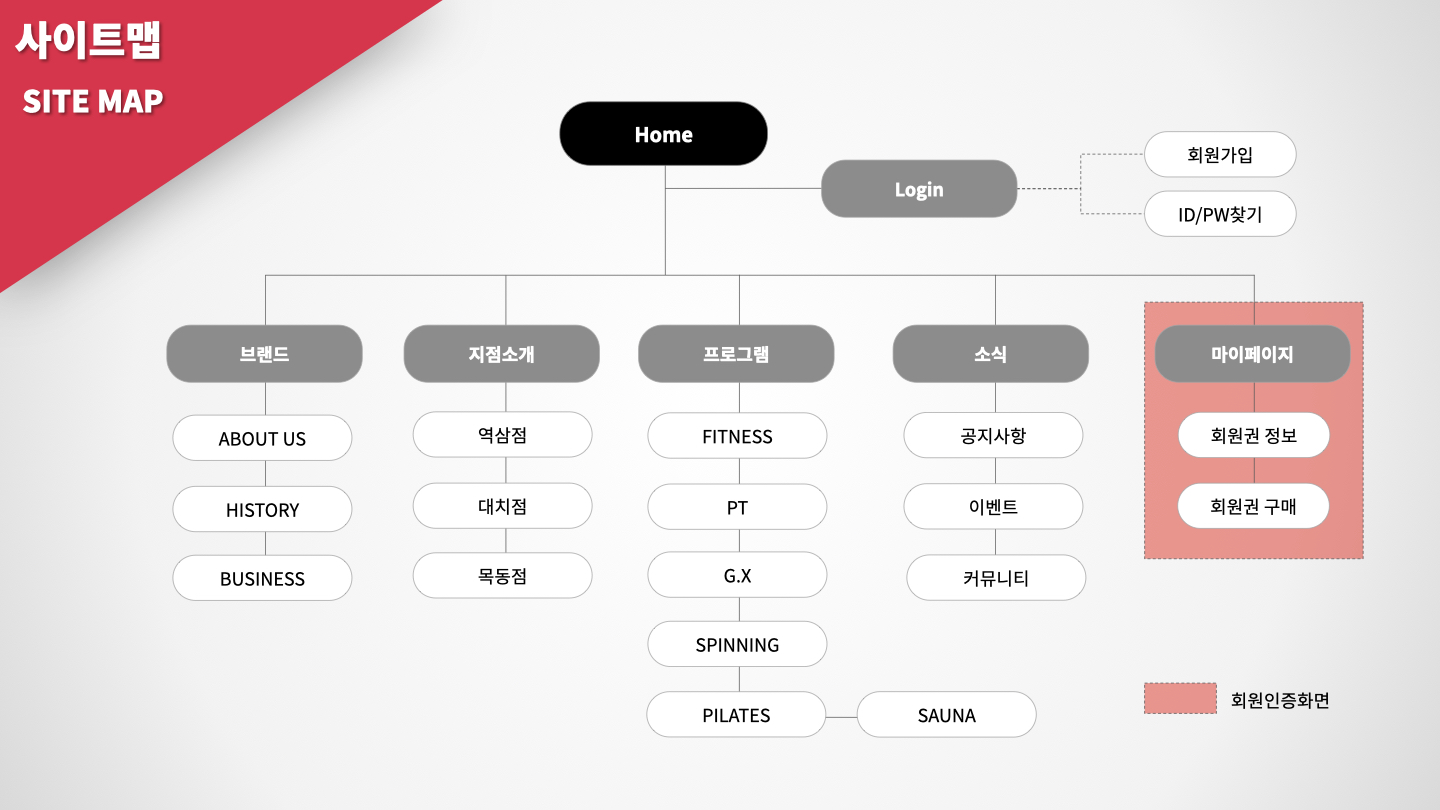 사이트맵
SITE MAP
Home
Login
회원가입
ID/PW찾기
브랜드
지점소개
프로그램
소식
마이페이지
ABOUT US
역삼점
FITNESS
공지사항
회원권 정보
HISTORY
대치점
PT
이벤트
회원권 구매
BUSINESS
목동점
G.X
커뮤니티
SPINNING
PILATES
SAUNA
회원인증화면